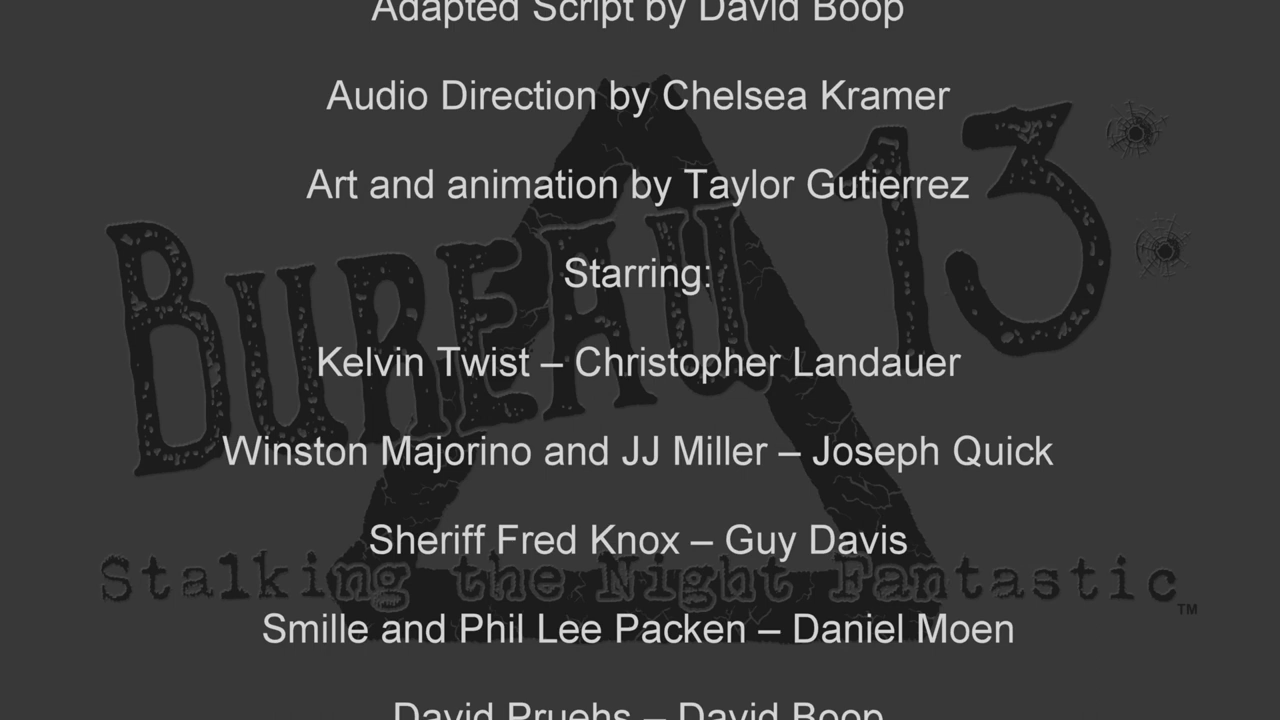 Adapted Script by David Boop
Audio Direction by Chelsea Kramer
Art and animation by Taylor Gutierrez
Starring:
Kelvin Twist – Christopher Landauer
Winston Majorino and JJ Miller – Joseph Quick
Sheriff Fred Knox – Guy Davis
Smille and Phil Lee Packen – Daniel Moen
David Pruehs – David Boop
BUREAU 13
Stalking the Night Fantastic™